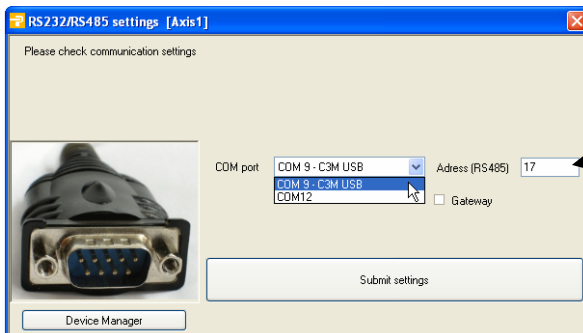 RS232/RS485 settings [Axis1]
Please check communication settings
COM port
COM 9 - C3M USB
Adress (RS485)
17
COM 9 - C3M USB
COM12
Gateway
Submit settings
Device Manager